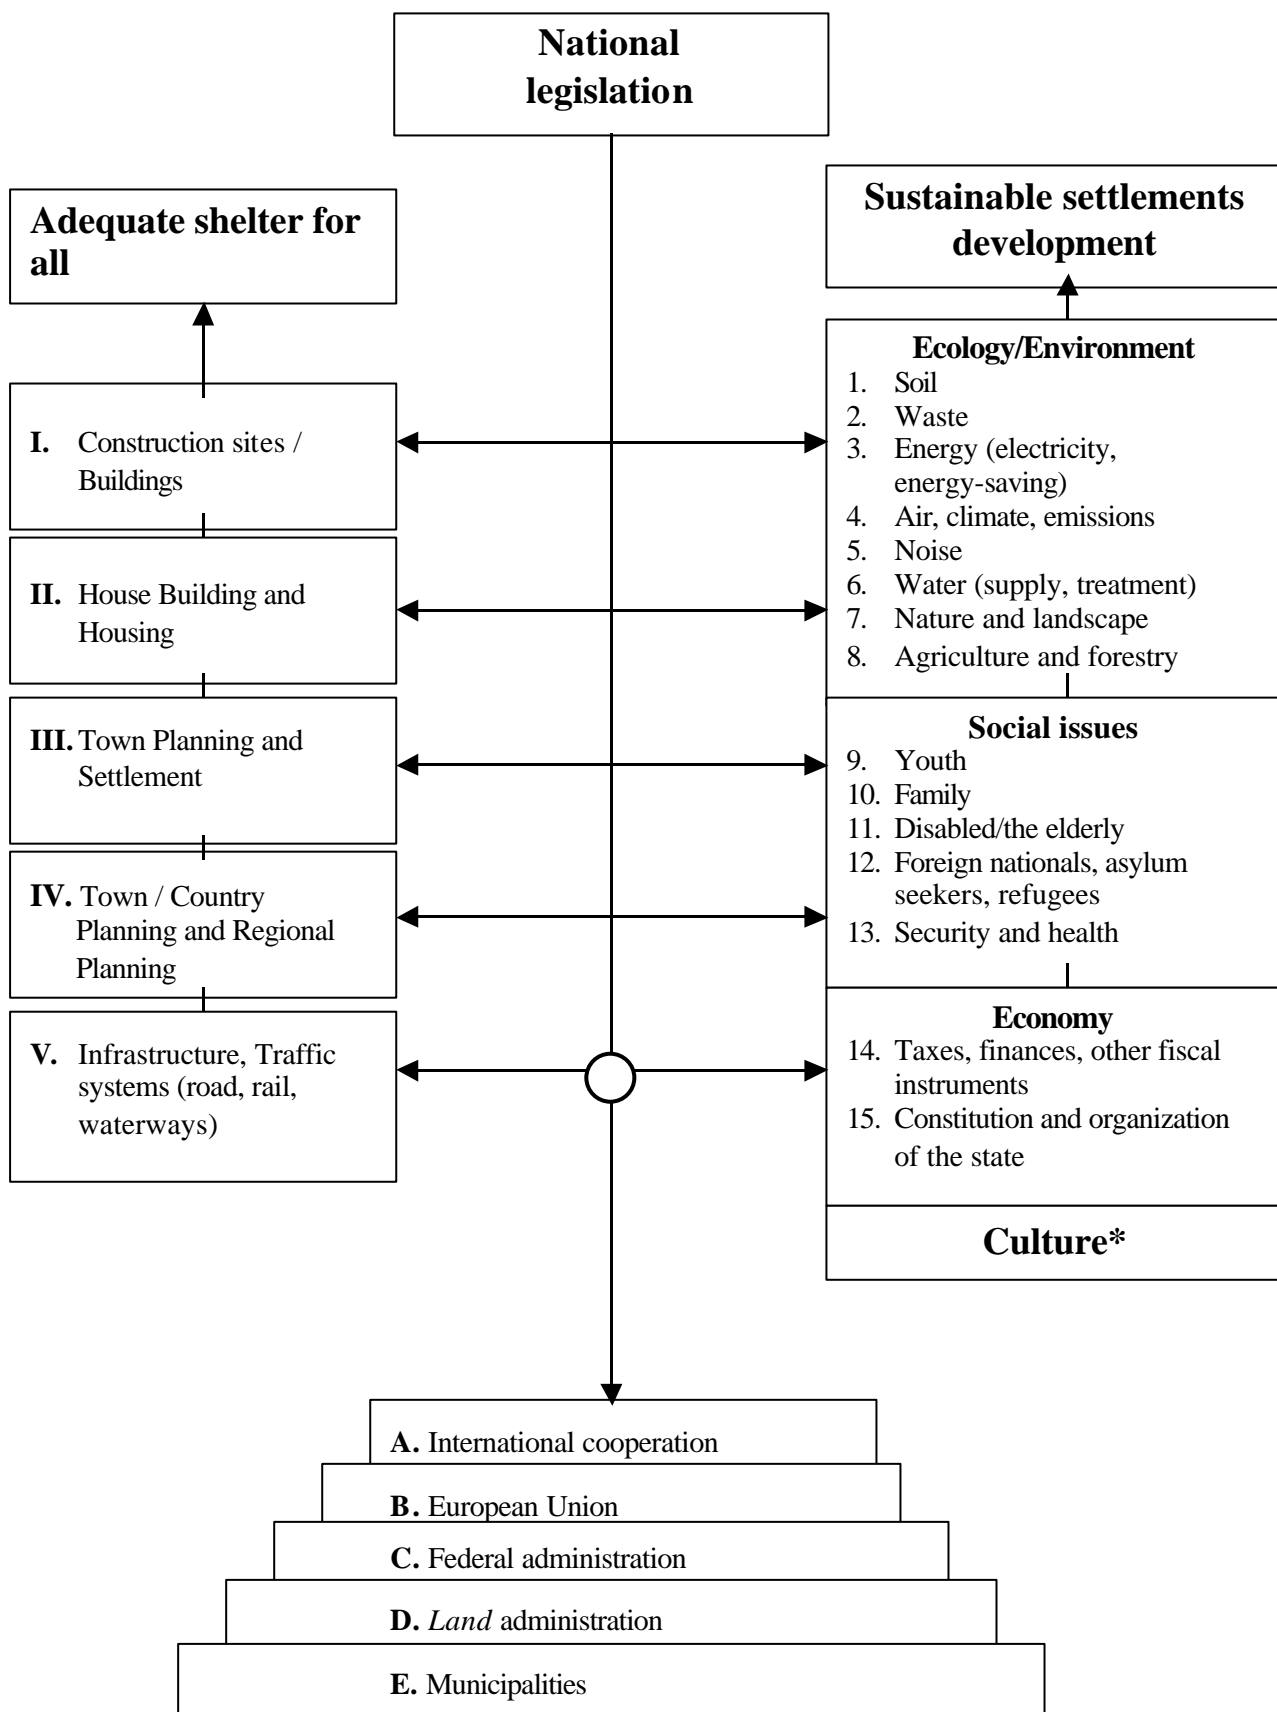 National
legislation
Adequate shelter for
all
Sustainable settlements
development
I. Construction sites /
Buildings
II. House Building and
Housing
III. Town Planning and
Settlement
IV. Town / Country
Planning and Regional
Planning
V. Infrastructure, Traffic
systems (road, rail,
waterways)
Ecology/Environment
1. Soil
2. Waste
3. Energy (electricity,
energy-saving)
4. Air, climate, emissions
5. Noise
6. Water (supply, treatment)
7. Nature and landscape
8. Agriculture and forestry
Social issues
9. Youth
10. Family
11. Disabled/the elderly
12. Foreign nationals, asylum
seekers, refugees
13. Security and health
Economy
14. Taxes, finances, other fiscal
instruments
15. Constitution and organization
of the state
Culture*
A. International cooperation
B. European Union
C. Federal administration
D. Land administration
E. Municipalities